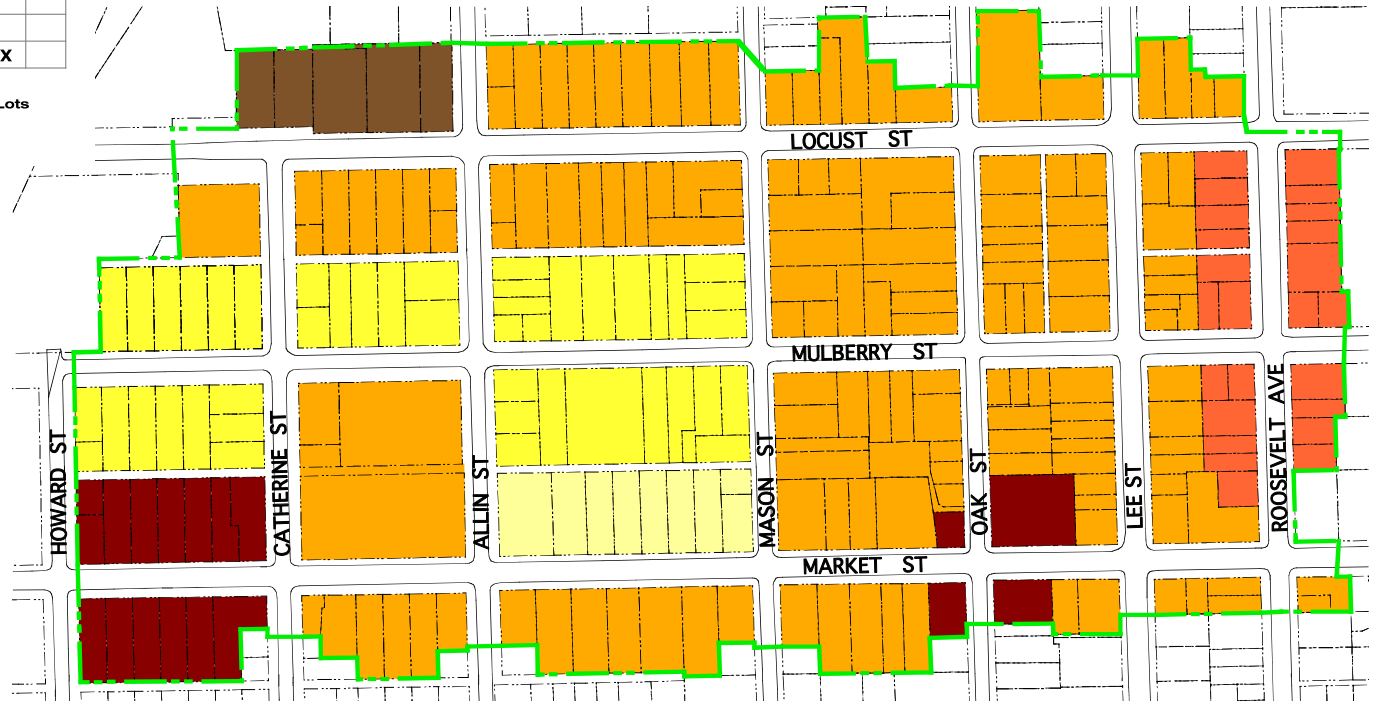 X
Lots
LOCUST ST
MULBERRY ST
HOWARD ST
CATHERINE ST
ALLIN ST
MASON ST
OAK ST
LEE ST
ROOSEVELT AVE
MARKET ST